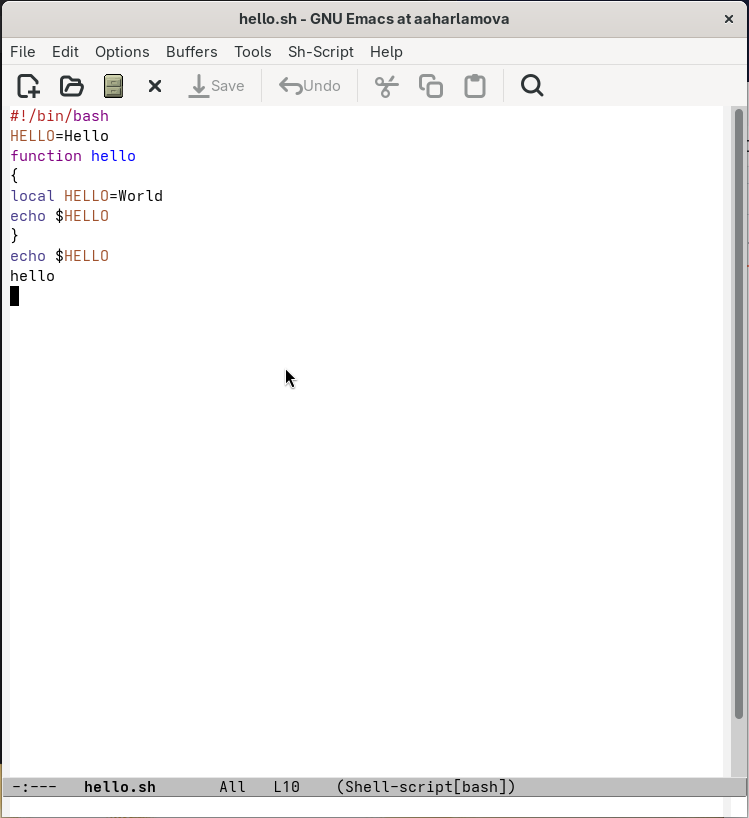 hello.sh - GNU Emacs at aaharlamova
File Edit Options Buffers Tools Sh-Script Help
Save Undo
#!/bin/bash
HELLO=Hello
function hello
{
local HELLO=World
echo $HELLO
}
echo $HELLO
hello
-:--- hello.sh All L10 (Shell-script[bash])